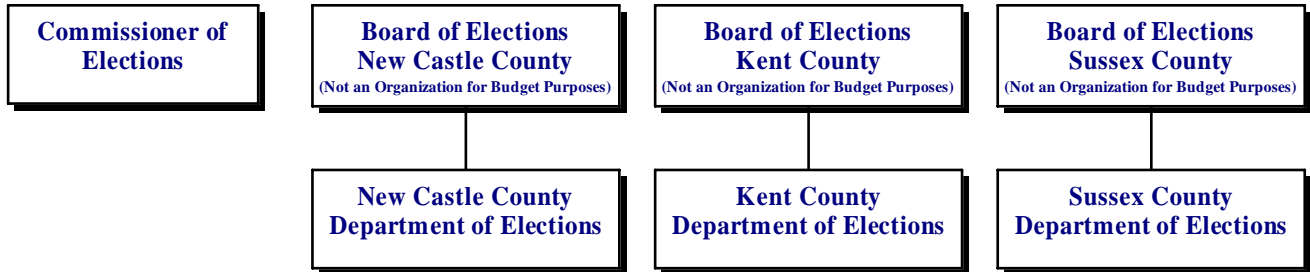 Commissioner of
Elections
Board of Elections
New Castle County
(Not an Organization for Budget Purposes)
Board of Elections
Kent County
(Not an Organization for Budget Purposes)
Board of Elections
Sussex County
(Not an Organization for Budget Purposes)
New Castle County
Department of Elections
Kent County
Department of Elections
Sussex County
Department of Elections